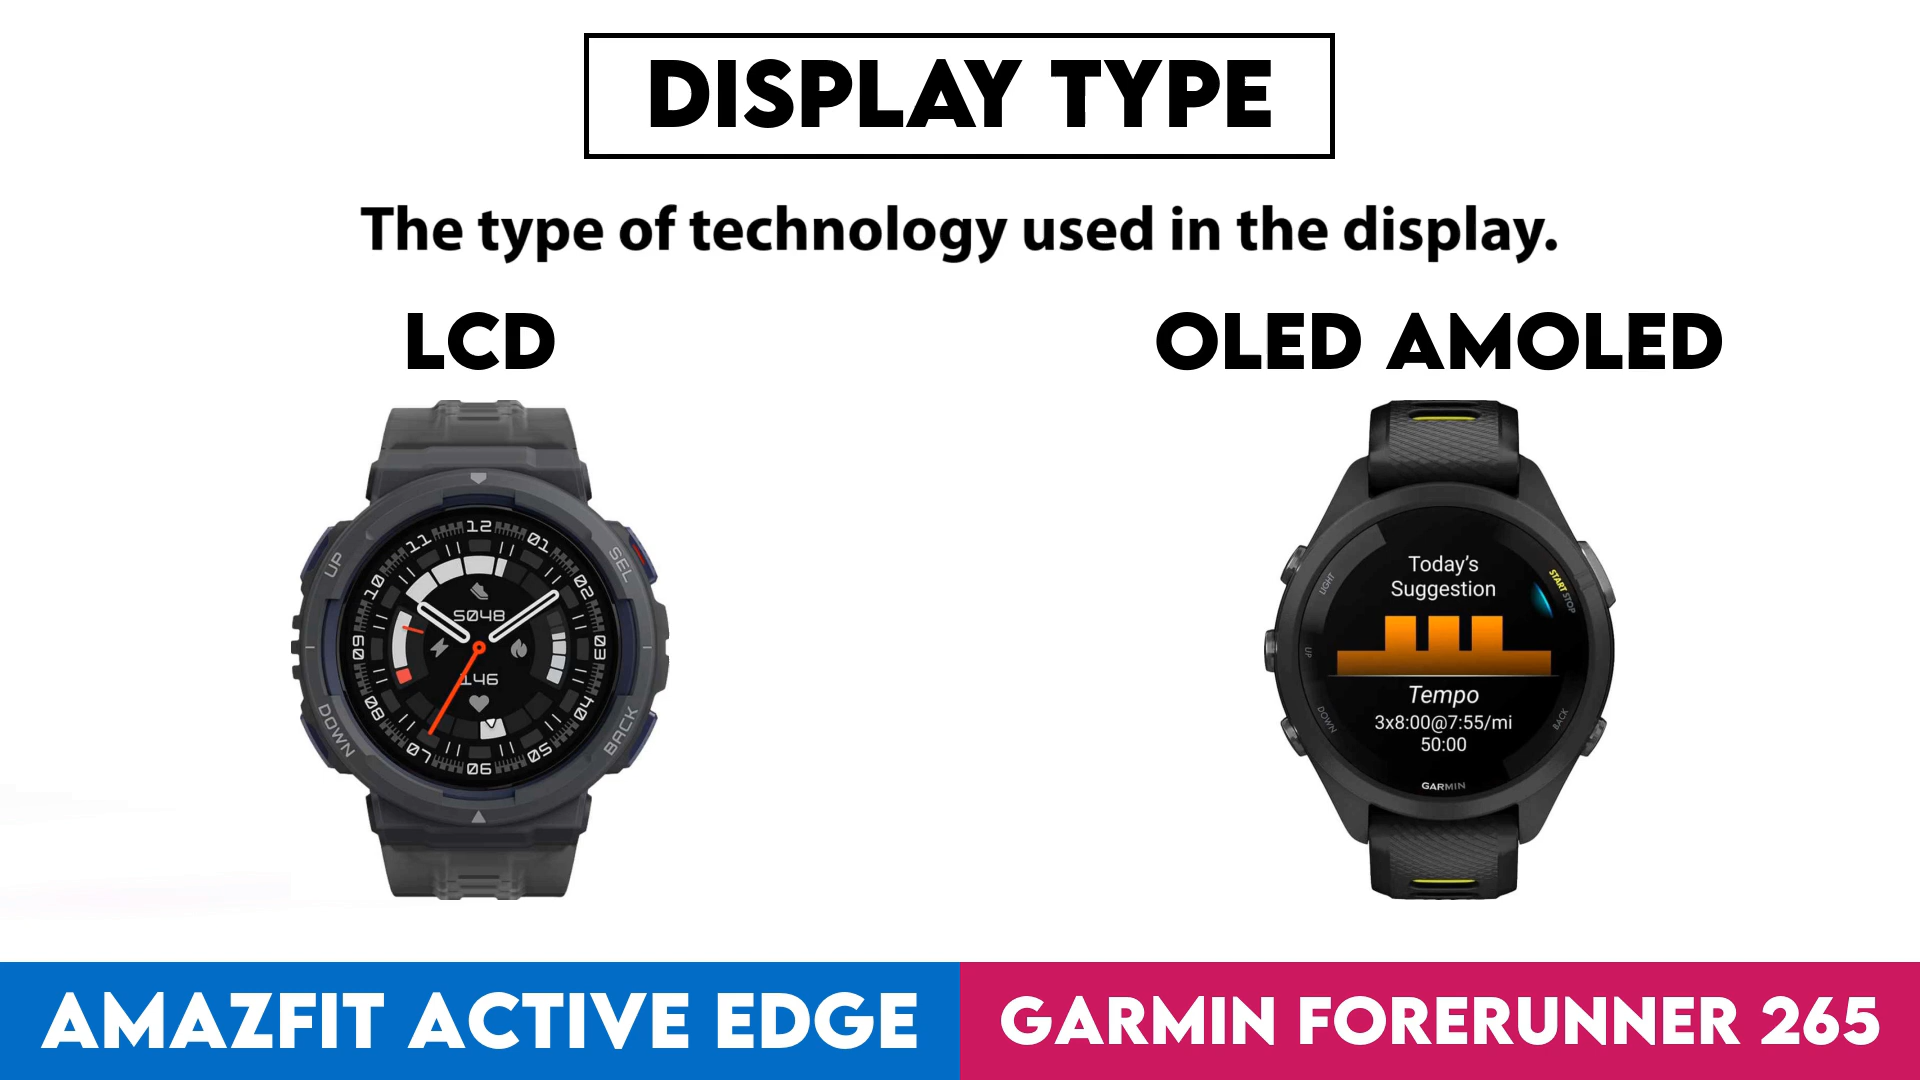 DISPLAY TYPE
The type of technology used in the display.
LCD
OLED AMOLED
UP
SEL
DOWN
BACK
12
01
02
03
04
05
06
07
08
09
10
11
5048
146
LIGHT
UP
DOWN
START STOP
BACK
Today's
Suggestion
Tempo
3x8:00@7:55/mi
50:00
GARMIN
AMAZFIT ACTIVE EDGE
GARMIN FORERUNNER 265